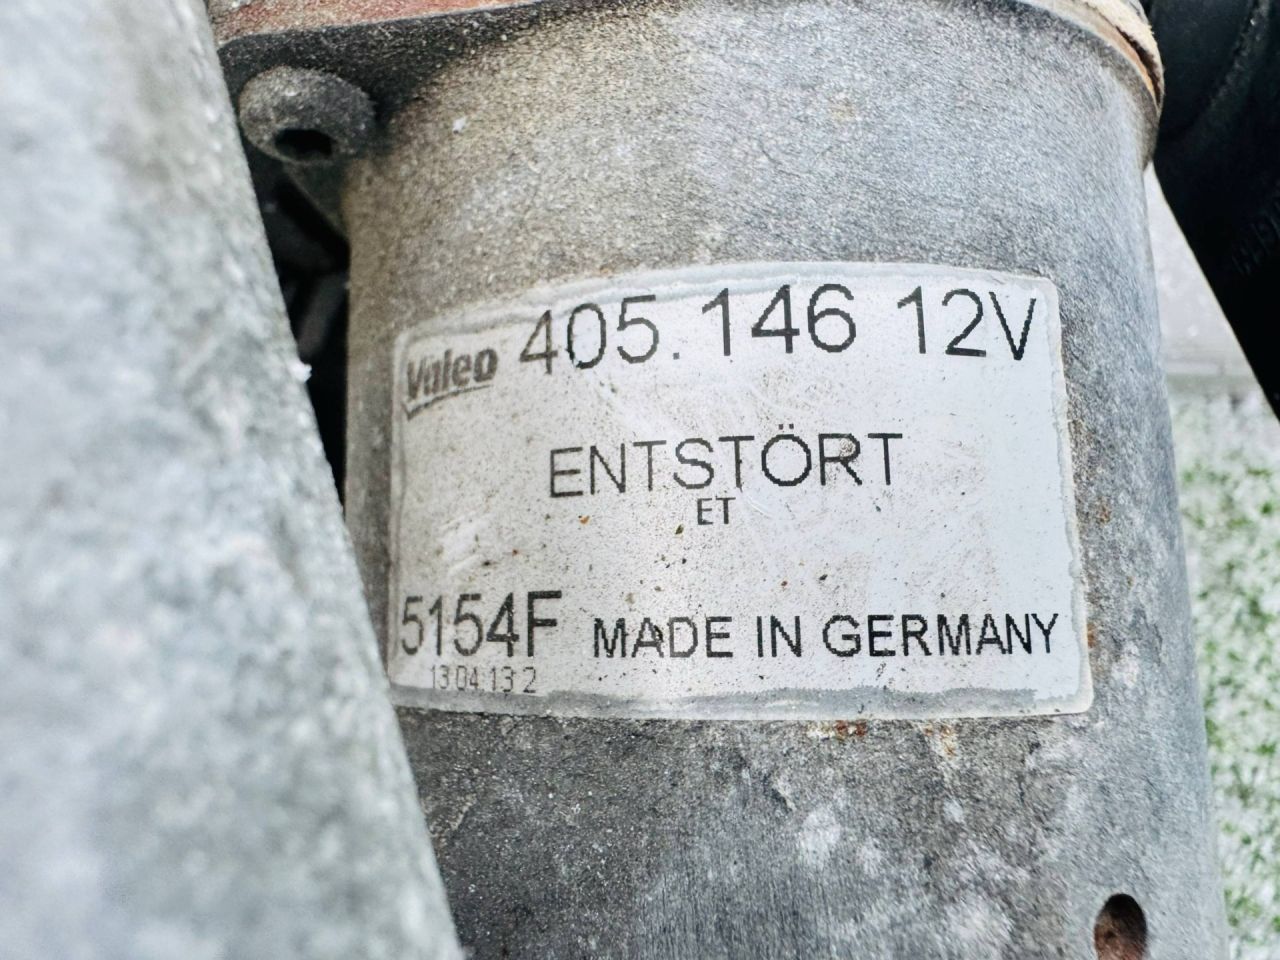 Valeo 405.146 12V
ENTSTÖRT
ET
5154F MADE IN GERMANY
13 04 13 2